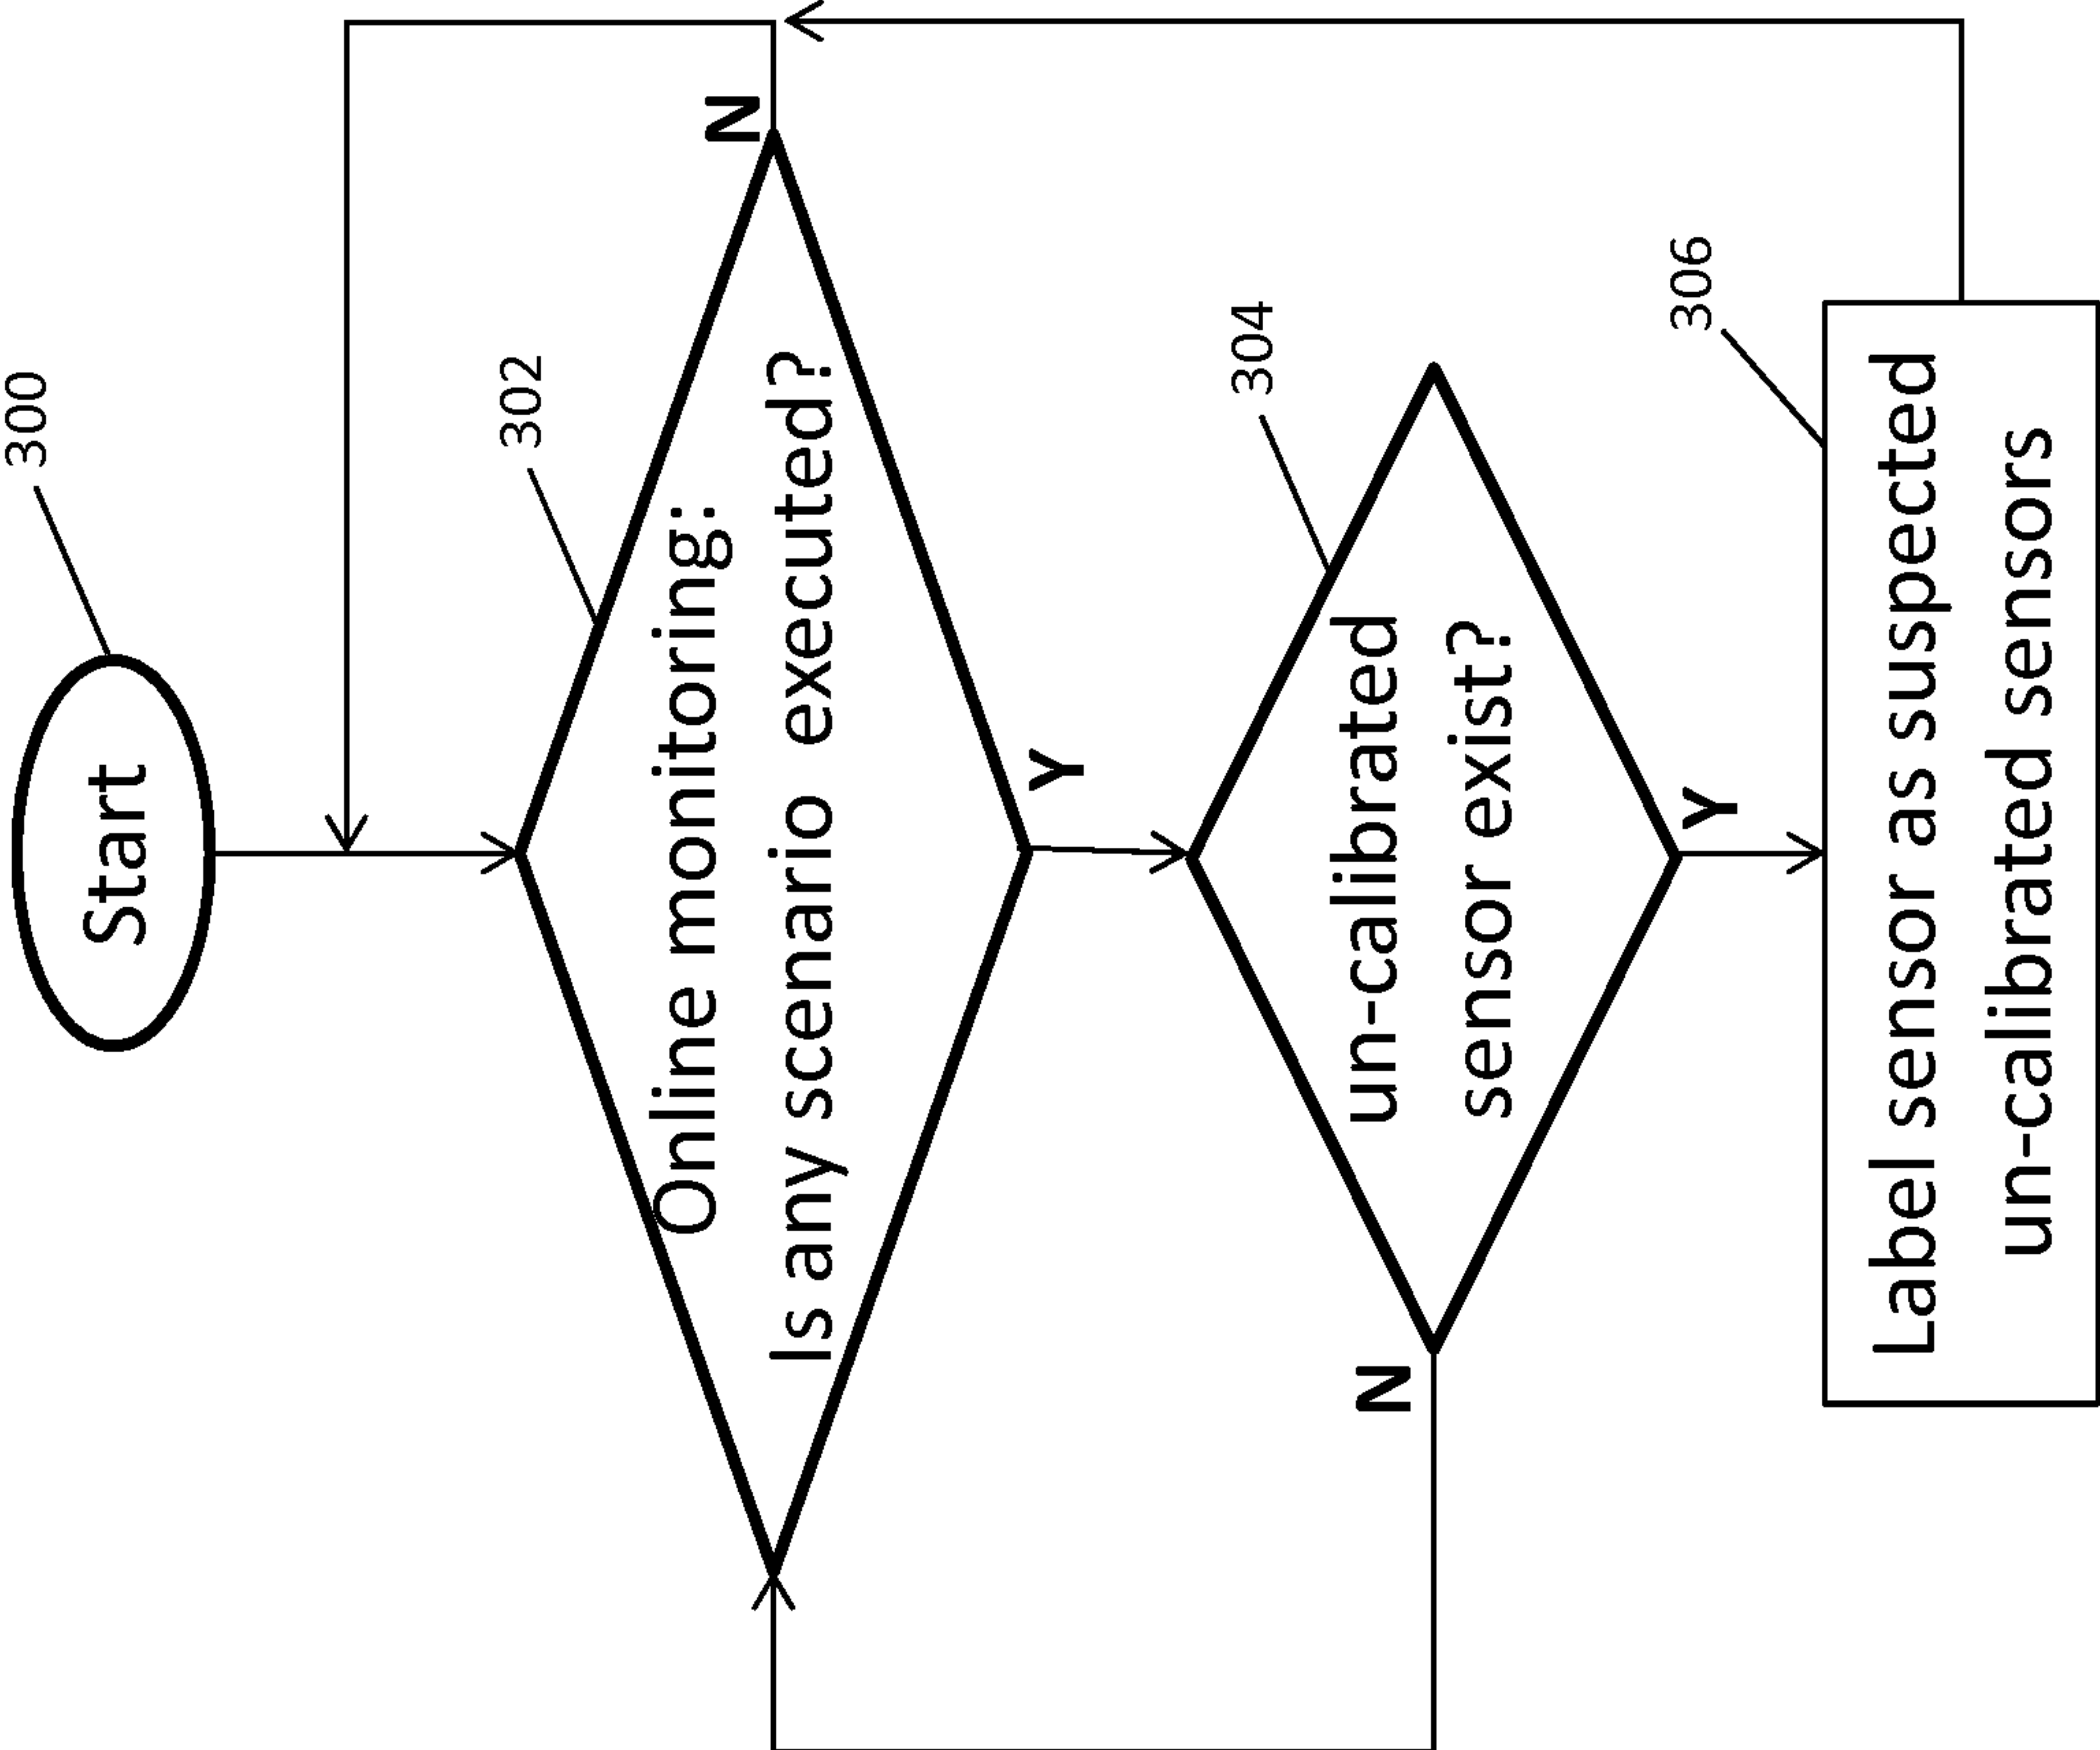 300
Start
302
Online monitoring:
Is any scenario executed?
N
Y
304
un-calibrated
sensor exist?
N
Y
306
Label sensor as suspected
un-calibrated sensors